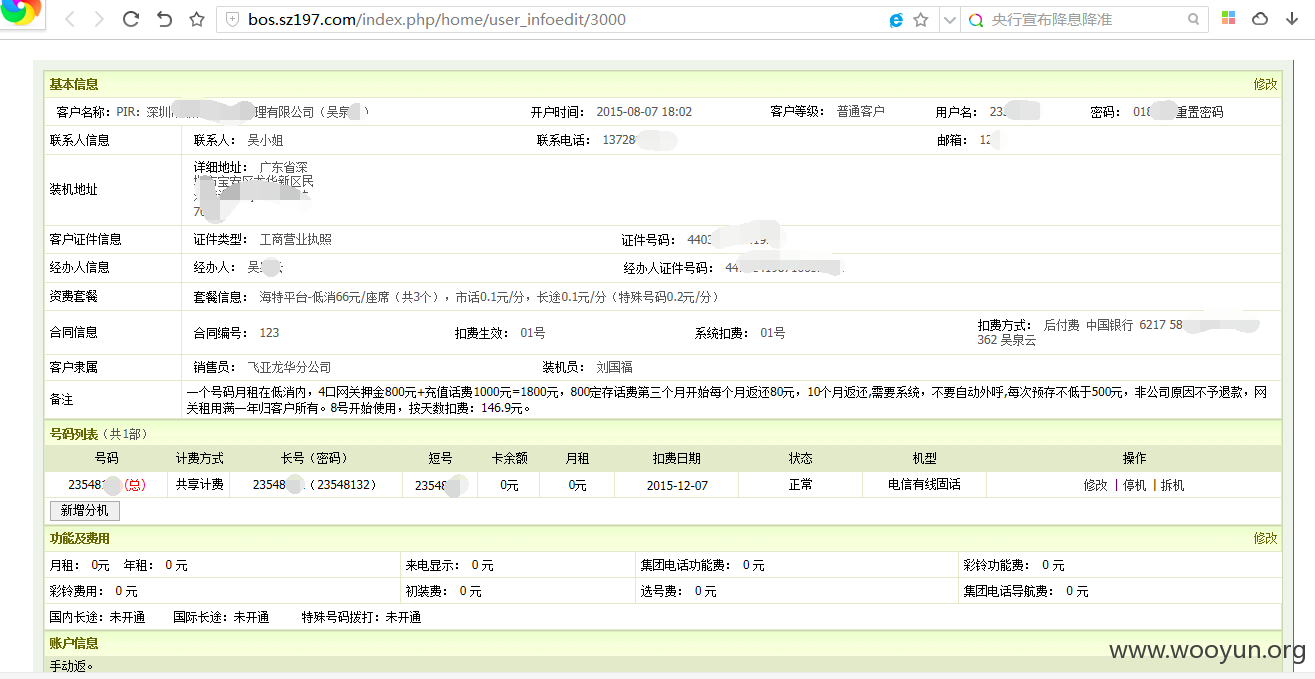 bos.sz197.com/index.php/home/user_infoedit/3000 央行宣布降息降准
基本信息 修改
客户名称: PIR: 深圳 理有限公司(吴泉 ) 开户时间: 2015-08-07 18:02 客户等级: 普通客户 用户名: 23 密码: 018 重置密码
联系人信息 联系人: 吴小姐 联系电话: 13728 邮箱: 12
详细地址: 广东省深
圳市宝安区龙华新区民
装机地址
76
客户证件信息 证件类型: 工商营业执照 证件号码: 4403
经办人信息 经办人: 吴 云 经办人证件号码: 44
资费套餐 套餐信息: 海特平台-低消66元/座席(共3个),市话0.1元/分,长途0.1元/分(特殊号码0.2元/分)
合同信息 合同编号: 123 扣费生效: 01号 系统扣费: 01号 扣费方式: 后付费 中国银行 6217 58
362 吴泉云
客户隶属 销售员: 飞亚龙华分公司 装机员: 刘国福
备注 一个号码月租在低消内,4口网关押金800元+充值话费1000元=1800元,800定存话费第三个月开始每个月返还80元,10个月返还,需要系统,不要自动外呼,每次预存不低于500元,非公司原因不予退款,网
关租用满一年归客户所有。8号开始使用,按天数扣费:146.9元。
号码列表(共1部)
号码 计费方式 长号(密码) 短号 卡余额 月租 扣费日期 状态 机型 操作
23548 (总) 共享计费 23548 (23548132) 23548 0元 0元 2015-12-07 正常 电信有线固话 修改 | 停机 | 拆机
新增分机
功能及费用 修改
月租: 0元 年租: 0 元 来电显示: 0 元 集团电话功能费: 0 元 彩铃功能费: 0 元
彩铃费用: 0 元 初装费: 0 元 选号费: 0 元 集团电话导航费: 0 元
国内长途:未开通 国际长途:未开通 特殊号码拨打:未开通
账户信息
手动返。
www.wooyun.org